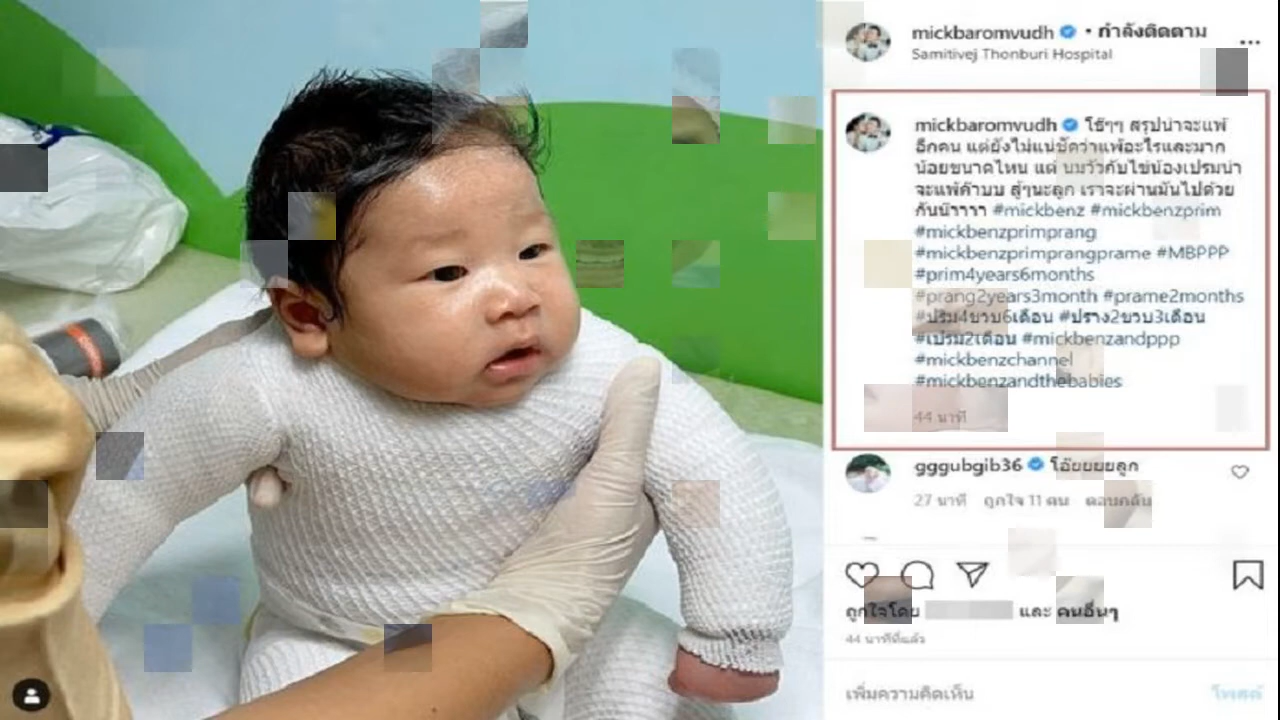 mickbaromvudh • กำลังติดตาม
Samitivej Thonburi Hospital
mickbaromvudh โช๊ะๆ สรุปน่าจะแพ้
อีกคน แต่ยังไม่แน่ชัดว่าแพ้อะไรและมาก
น้อยขนาดไหน แต่ นมวัวกับไข่น้องเปรมน่า
จะแพ้ค้าบบ สู้ๆนะลูก เราจะผ่านมันไปด้วย
กันน๊าาาา #mickbenz #mickbenzprim
#mickbenzprimprang
#mickbenzprimprangprame #MBPPP
#prim4years6months
#prang2years3month #prame2months
#ปริม4ขวบ6เดือน #ปราง2ขวบ3เดือน
#เปรม2เดือน #mickbenzandppp
#mickbenzchannel
#mickbenzandthebabies
44 นาที
gggubgib36 โอ๊ยยยยลูก
27 นาที ถูกใจ 11 คน ตอบกลับ
ถูกใจโดย และ คนอื่นๆ
44 นาทีที่แล้ว
เพิ่มความคิดเห็น โพสต์